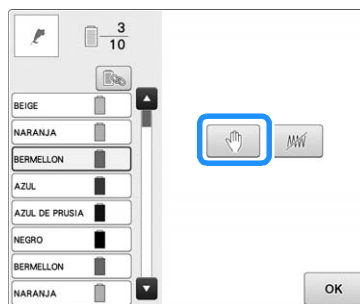 3
10
BEIGE
NARANJA
BERMELLON
AZUL
AZUL DE PRUSIA
NEGRO
BERMELLON
NARANJA
OK